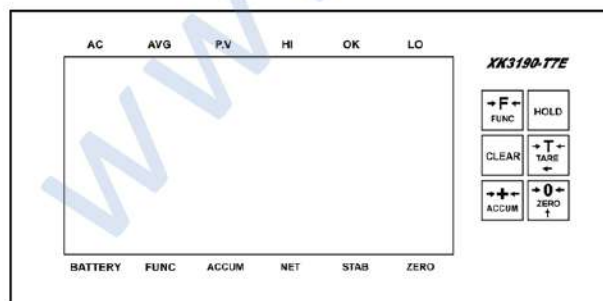 AC AVG P.V HI OK LO
XK3190-T7E
→F← HOLD
FUNC
CLEAR →T←
TARE
←
→+← →0←
ACCUM ZERO
↑
BATTERY FUNC ACCUM NET STAB ZERO